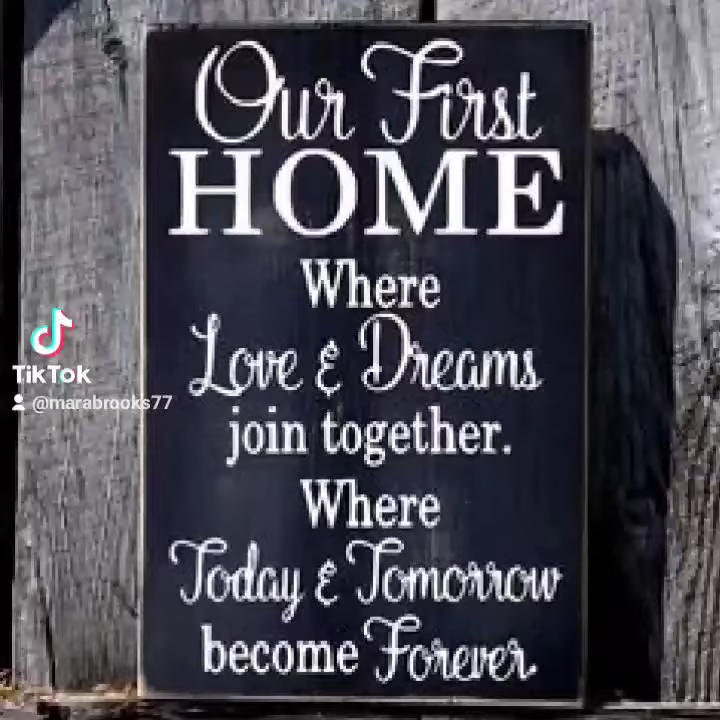 Our First
HOME
Where
Love & Dreams
join together.
Where
Today & Tomorrow
become Forever.
TikTok
@marabrooks77